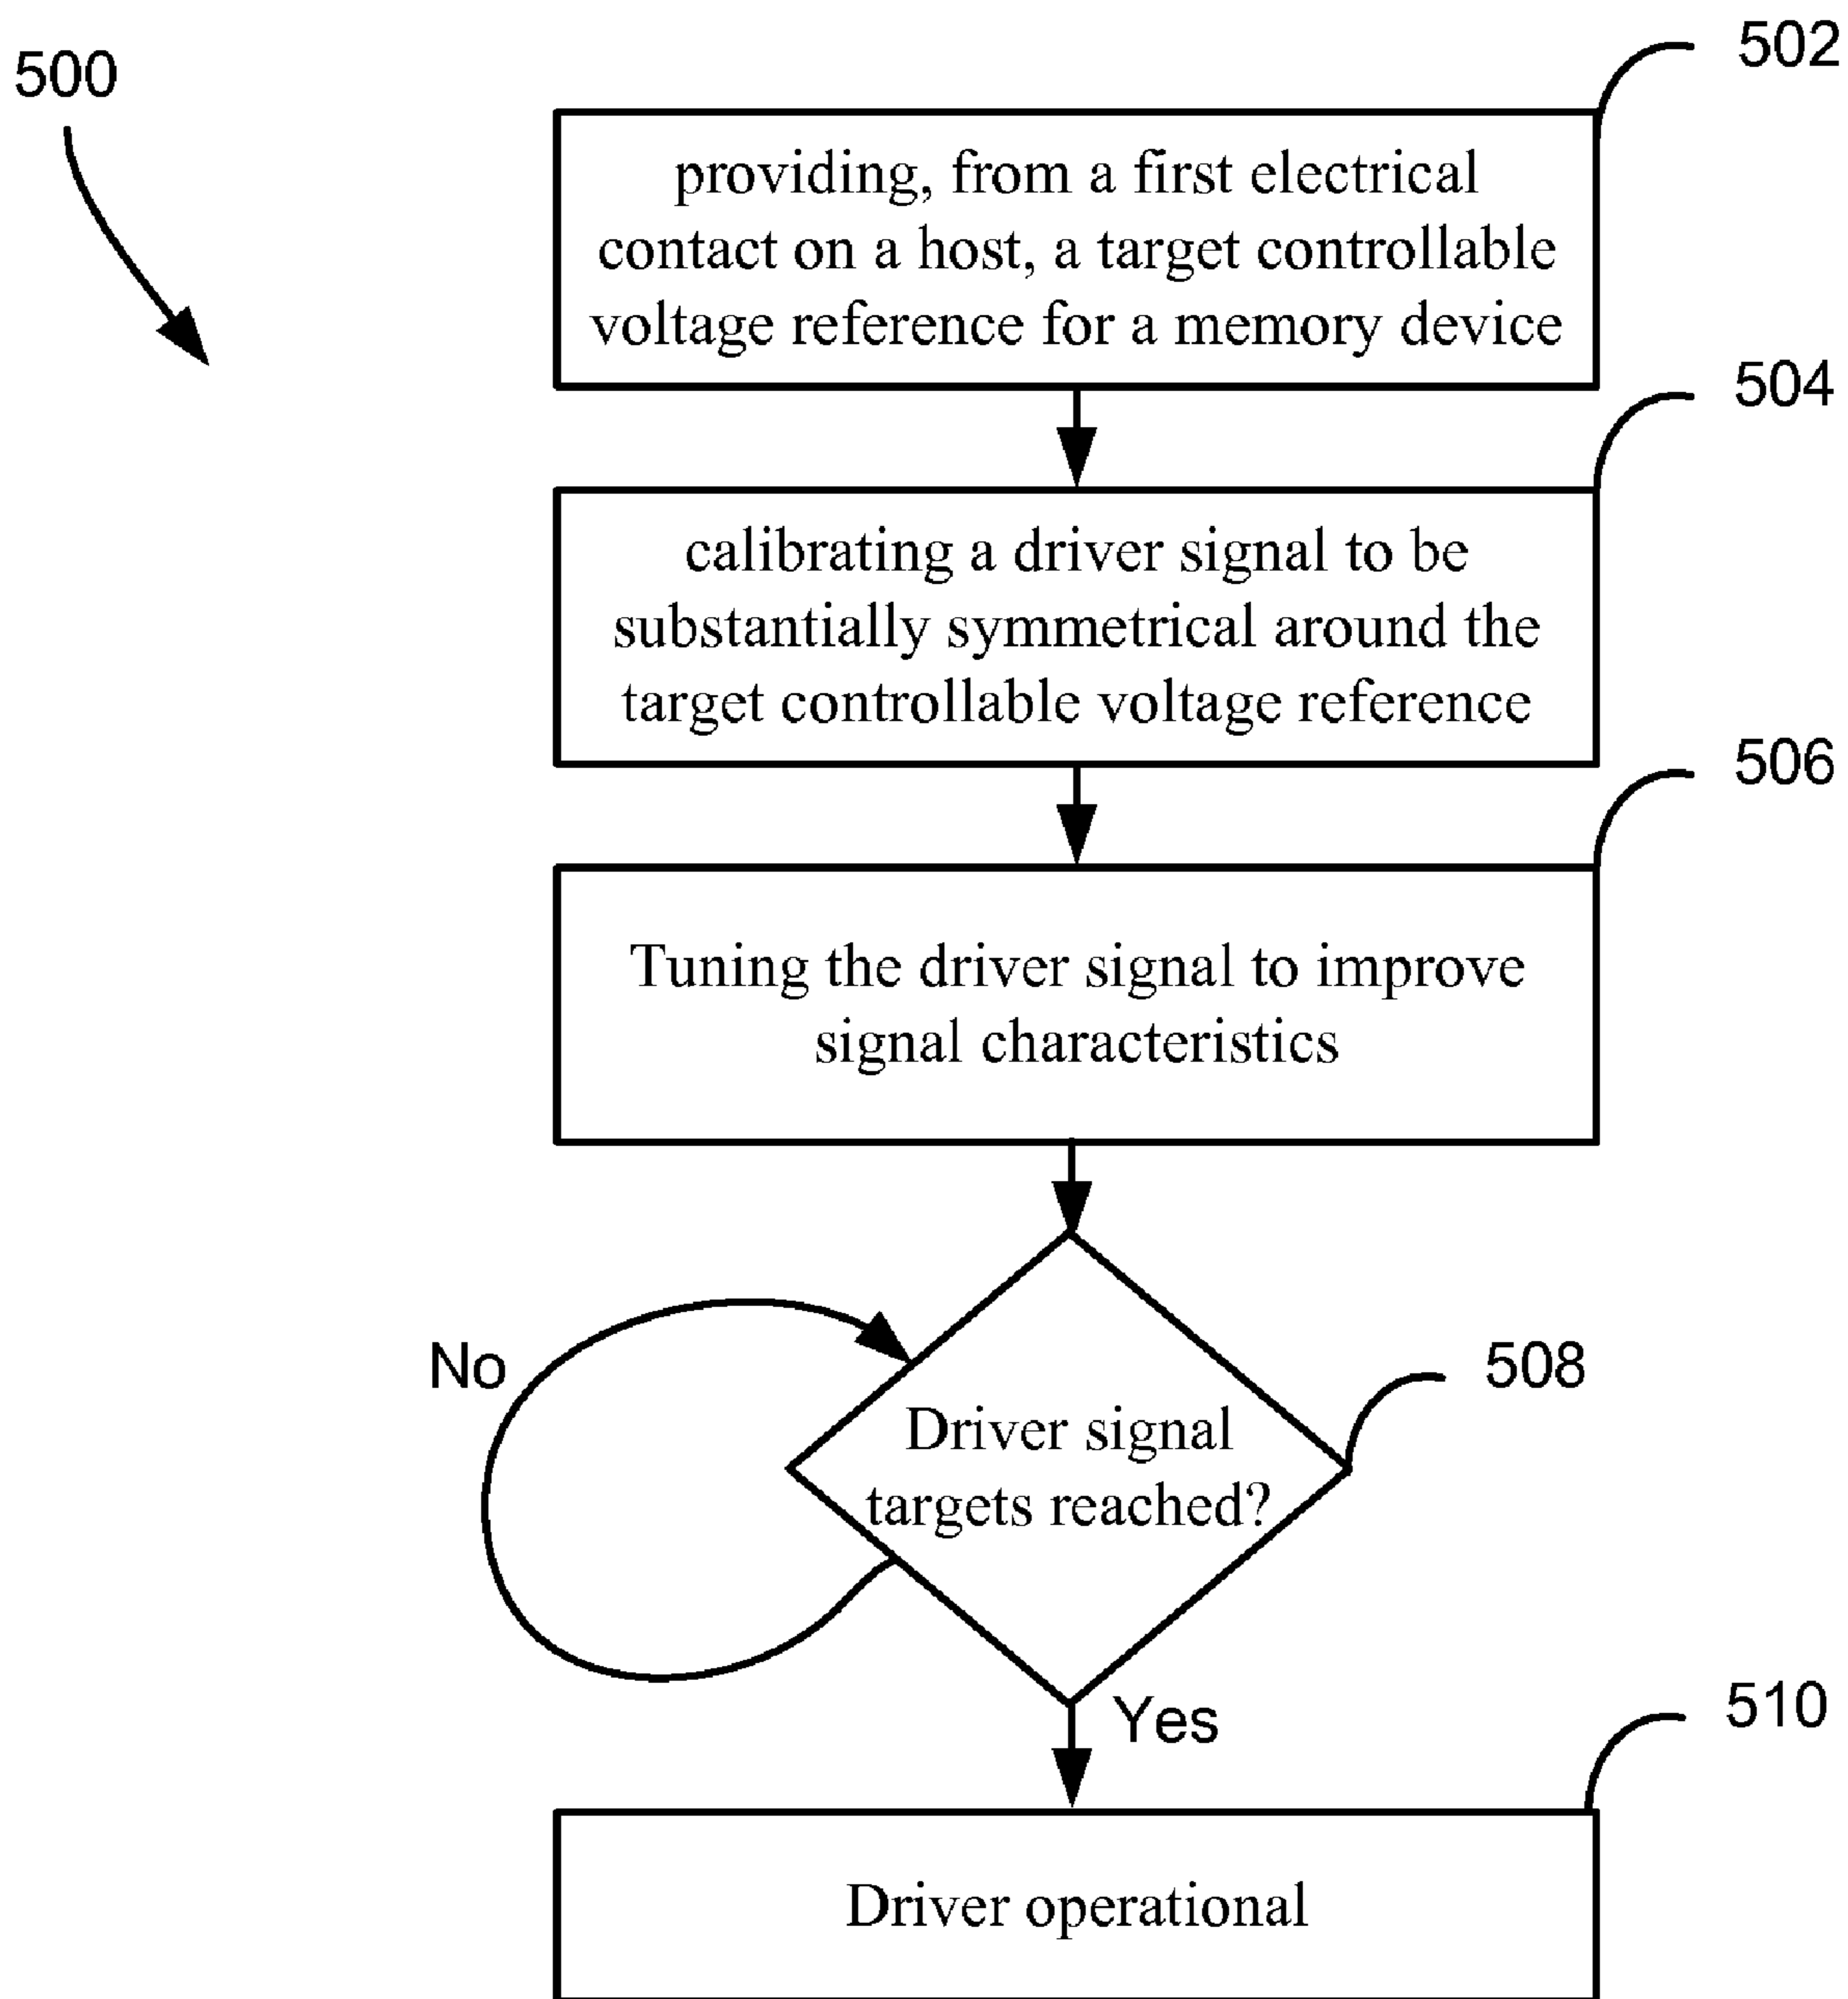 500
502
providing, from a first electrical
contact on a host, a target controllable
voltage reference for a memory device
504
calibrating a driver signal to be
substantially symmetrical around the
target controllable voltage reference
506
Tuning the driver signal to improve
signal characteristics
No
508
Driver signal
targets reached?
Yes
510
Driver operational